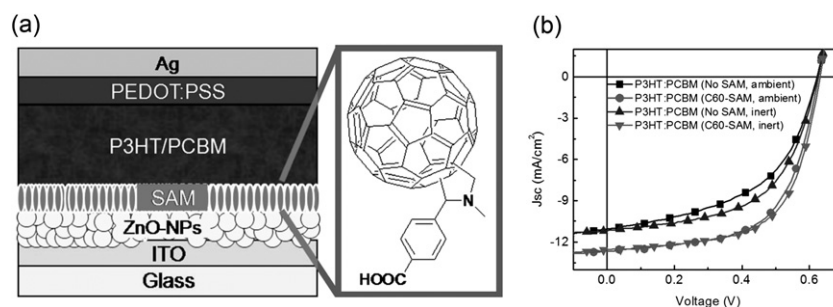 (a)
Ag
PEDOT:PSS
P3HT/PCBM
SAM
ZnO-NPs
ITO
Glass
N
HOOC
(b)
Jsc (mA/cm²)
0
-3
-6
-9
-12
P3HT:PCBM (No SAM, ambient)
P3HT:PCBM (C60-SAM, ambient)
P3HT:PCBM (No SAM, inert)
P3HT:PCBM (C60-SAM, inert)
0.0 0.2 0.4 0.6
Voltage (V)